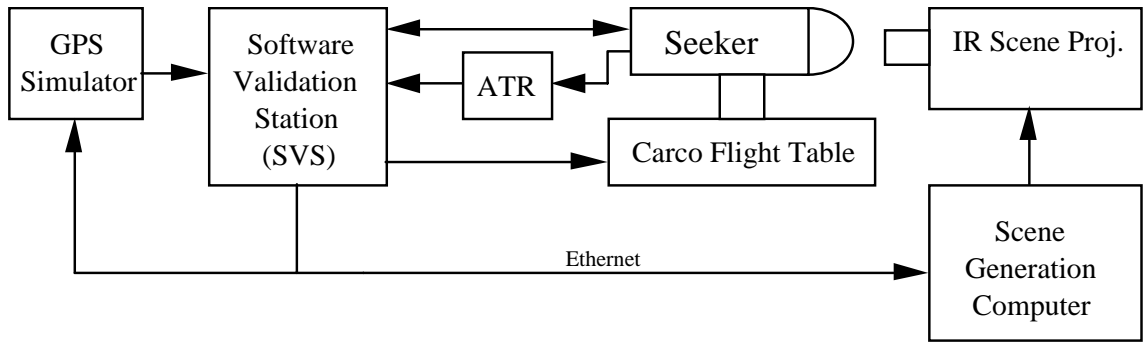 GPS
Simulator
Software
Validation
Station
(SVS)
Seeker
ATR
Carco Flight Table
IR Scene Proj.
Ethernet
Scene
Generation
Computer